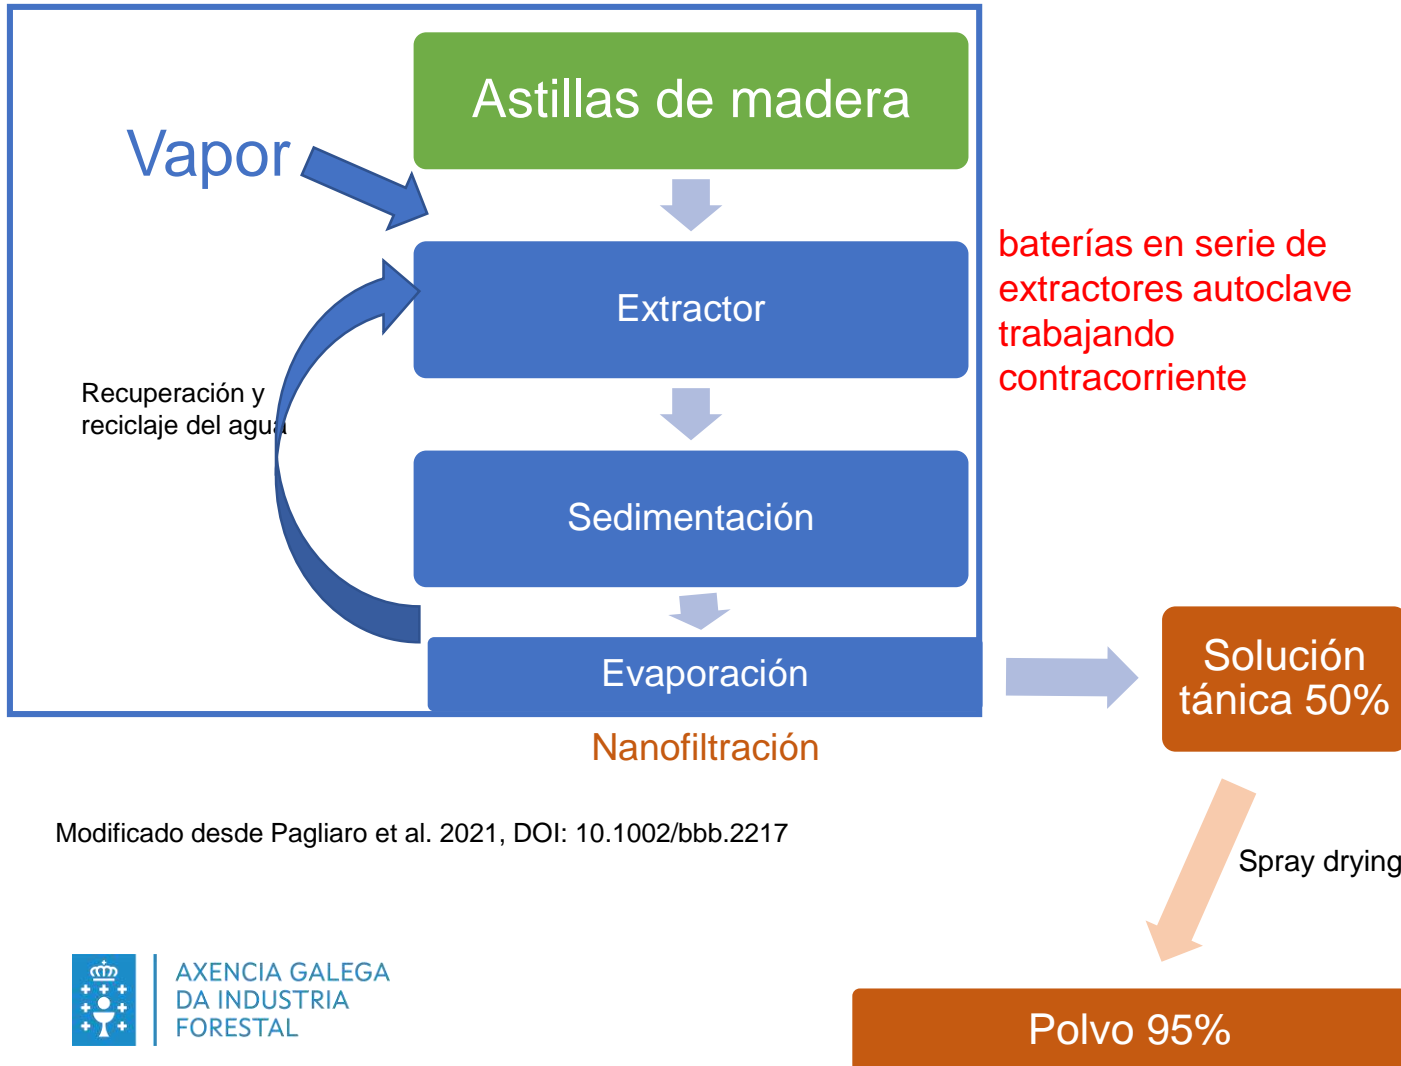 Astillas de madera
Vapor
baterías en serie de
extractores autoclave
trabajando
contracorriente
Extractor
Recuperación y
reciclaje del agua
Sedimentación
Evaporación
Solución
tánica 50%
Nanofiltración
Modificado desde Pagliaro et al. 2021, DOI: 10.1002/bbb.2217
Spray drying
AXENCIA GALEGA
DA INDUSTRIA
FORESTAL
Polvo 95%